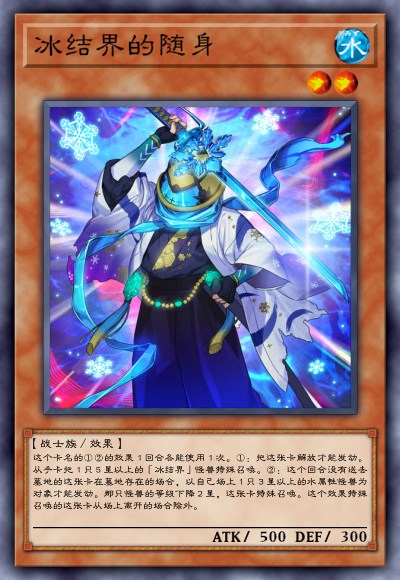 冰结界的随身
水
【战士族／效果】
这个卡名的①②的效果1回合各能使用1次。①：把这张卡解放才能发动。
从手卡把1只5星以上的「冰结界」怪兽特殊召唤。②：这个回合没有送去
墓地的这张卡在墓地存在的场合，以自己场上1只3星以上的水属性怪兽为
对象才能发动。那只怪兽的等级下降2星，这张卡特殊召唤。这个效果特殊
召唤的这张卡从场上离开的场合除外。
ATK/ 500 DEF/ 300